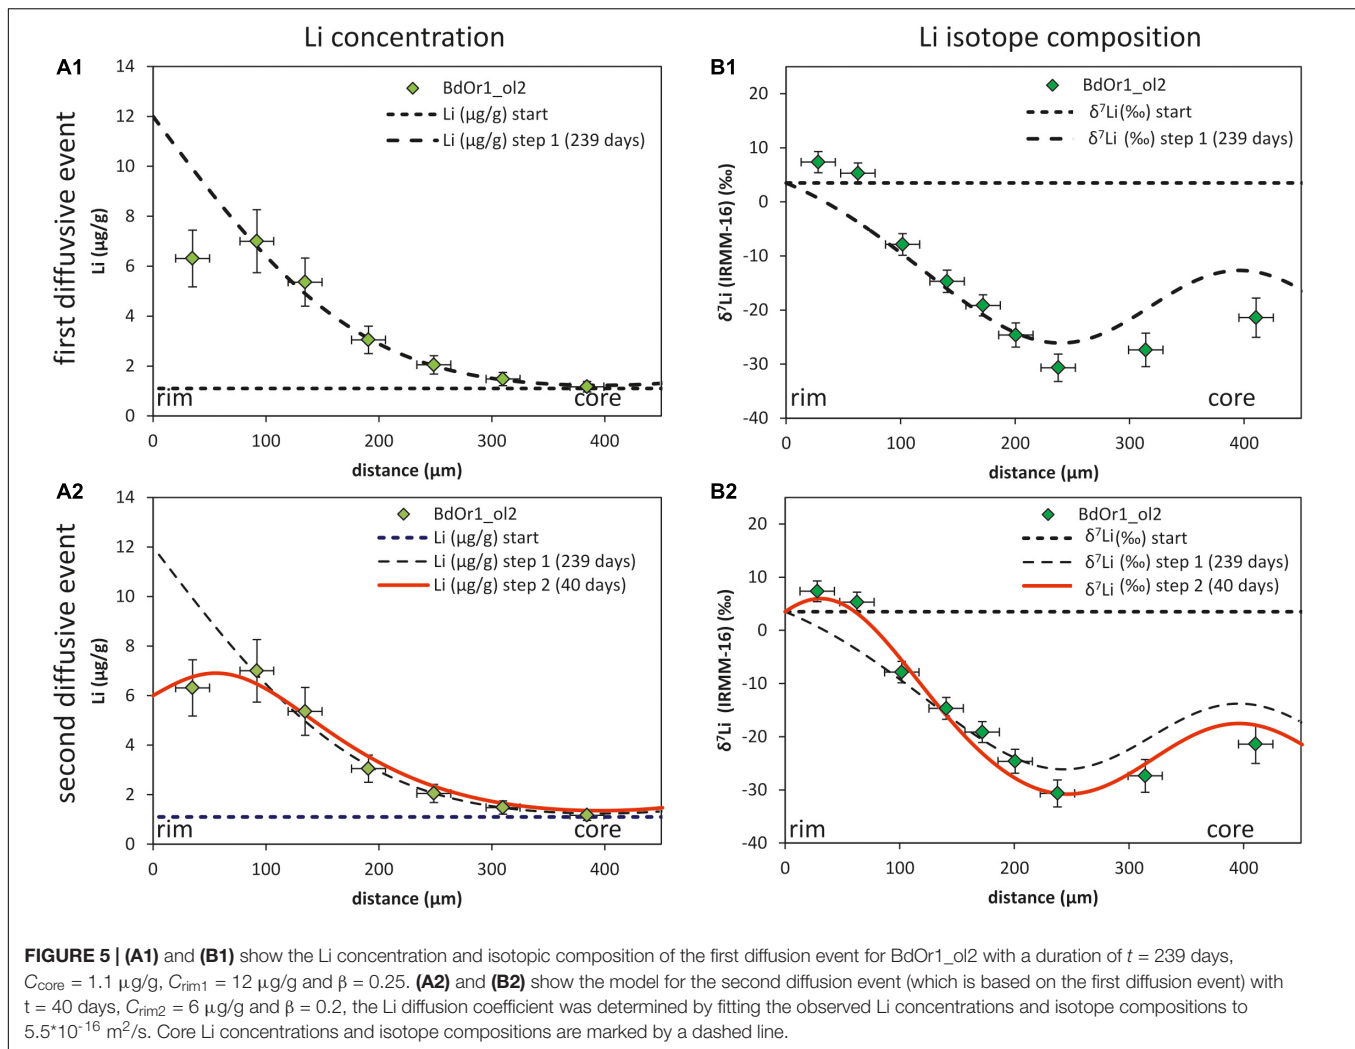 Li concentration
Li isotope composition
A1
14
12
10
8
6
4
2
0
0 100 200 300 400
first diffuvsive event
Li (µg/g)
distance (µm)
BdOr1_ol2
Li (µg/g) start
Li (µg/g) step 1 (239 days)
rim
core
B1
20
10
0
-10
-20
-30
-40
0 100 200 300 400
δ⁷Li (IRMM-16) (‰)
distance (µm)
BdOr1_ol2
δ⁷Li(‰) start
δ⁷Li (‰) step 1 (239 days)
rim
core
A2
14
12
10
8
6
4
2
0
0 100 200 300 400
second diffusive event
Li (µg/g)
distance (µm)
BdOr1_ol2
Li (µg/g) start
Li (µg/g) step 1 (239 days)
Li (µg/g) step 2 (40 days)
rim
core
B2
20
10
0
-10
-20
-30
-40
0 100 200 300 400
δ⁷Li (IRMM-16) (‰)
distance (µm)
BdOr1_ol2
δ⁷Li(‰) start
δ⁷Li (‰) step 1 (239 days)
δ⁷Li (‰) step 2 (40 days)
rim
core
FIGURE 5 | (A1) and (B1) show the Li concentration and isotopic composition of the first diffusion event for BdOr1_ol2 with a duration of t = 239 days,
C_core = 1.1 µg/g, C_rim1 = 12 µg/g and β = 0.25. (A2) and (B2) show the model for the second diffusion event (which is based on the first diffusion event) with
t = 40 days, C_rim2 = 6 µg/g and β = 0.2, the Li diffusion coefficient was determined by fitting the observed Li concentrations and isotope compositions to
5.5*10⁻¹⁶ m²/s. Core Li concentrations and isotope compositions are marked by a dashed line.